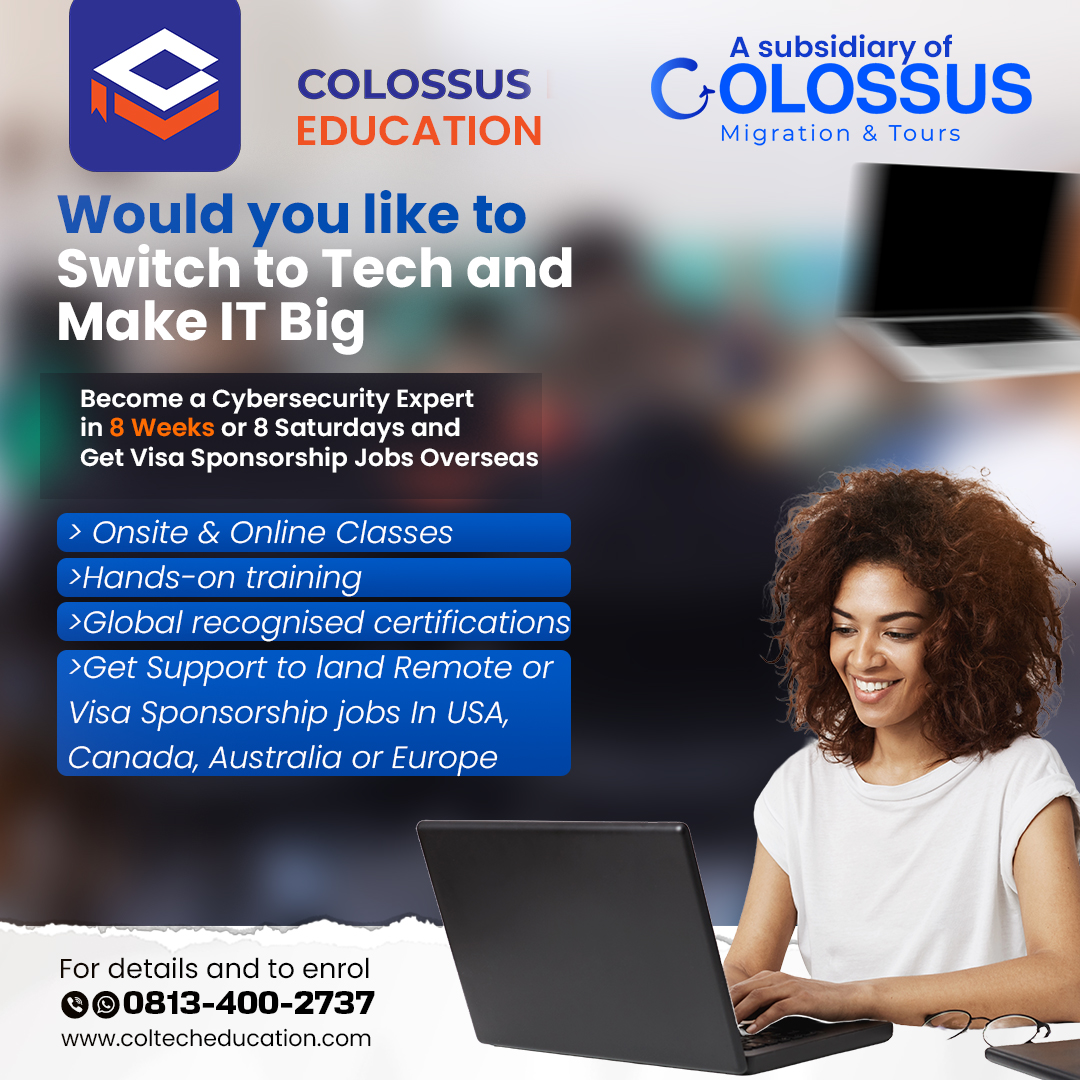 COLOSSUS
EDUCATION
A subsidiary of
COLOSSUS
Migration & Tours
Would you like to
Switch to Tech and
Make IT Big
Become a Cybersecurity Expert
in 8 Weeks or 8 Saturdays and
Get Visa Sponsorship Jobs Overseas
> Onsite & Online Classes
>Hands-on training
>Global recognised certifications
>Get Support to land Remote or
Visa Sponsorship jobs In USA,
Canada, Australia or Europe
For details and to enrol
0813-400-2737
www.coltecheducation.com